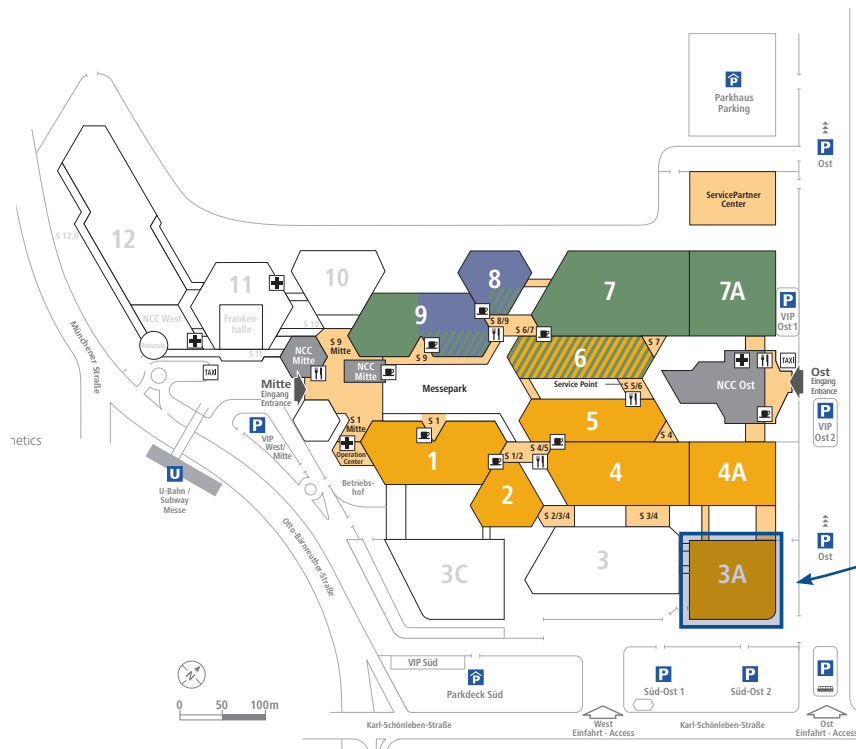 P
Parkhaus
Parking
P
Ost
ServicePartner
Center
S 12.0
12
11
10
8
7
7A
NCC West
Franken-
halle
S 10
9
S 8/9
S 6/7
P
VIP
Ost 1
Rotunde
S 11
NCC
Mitte
S 9
Mitte
S 9
6
S 7
TAXI
NCC
Mitte
Messepark
Service Point
S 5/6
NCC Ost
TAXI
Ost
Eingang
Entrance
Münchener Straße
Mitte
Eingang
Entrance
P
VIP
West/
Mitte
S 1
Mitte
S 1
5
S 4
P
VIP
Ost 2
netics
Operation
Center
1
S 1/2
S 4/5
4
4A
U
U-Bahn /
Subway
Messe
Betriebs-
hof
2
S 2/3/4
S 3/4
P
Ost
Otto-Bärnreuther-Straße
3C
3
3A
N
VIP Süd
P
Parkdeck Süd
P
Süd-Ost 1
P
Süd-Ost 2
P
0 50 100m
Karl-Schönleben-Straße
West
Einfahrt · Access
Karl-Schönleben-Straße
Ost
Einfahrt · Access